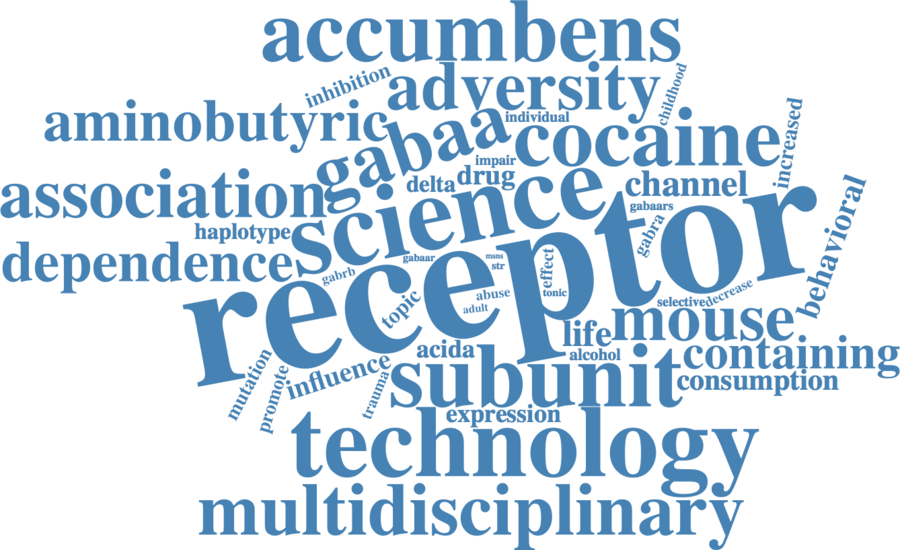 accumbens
inhibition
adversity
childhood
aminobutyric
gabaa
individual
cocaine
increased
association
impair
delta
drug
science
channel
haplotype
gabaars
gabra
behavioral
dependence
gabrb
gabaar
msns
str
effect
receptor
topic
abuse
adult
tonic
selective
decrease
life
mouse
mutation
promote
influence
trauma
acida
alcohol
containing
subunit
consumption
expression
technology
multidisciplinary